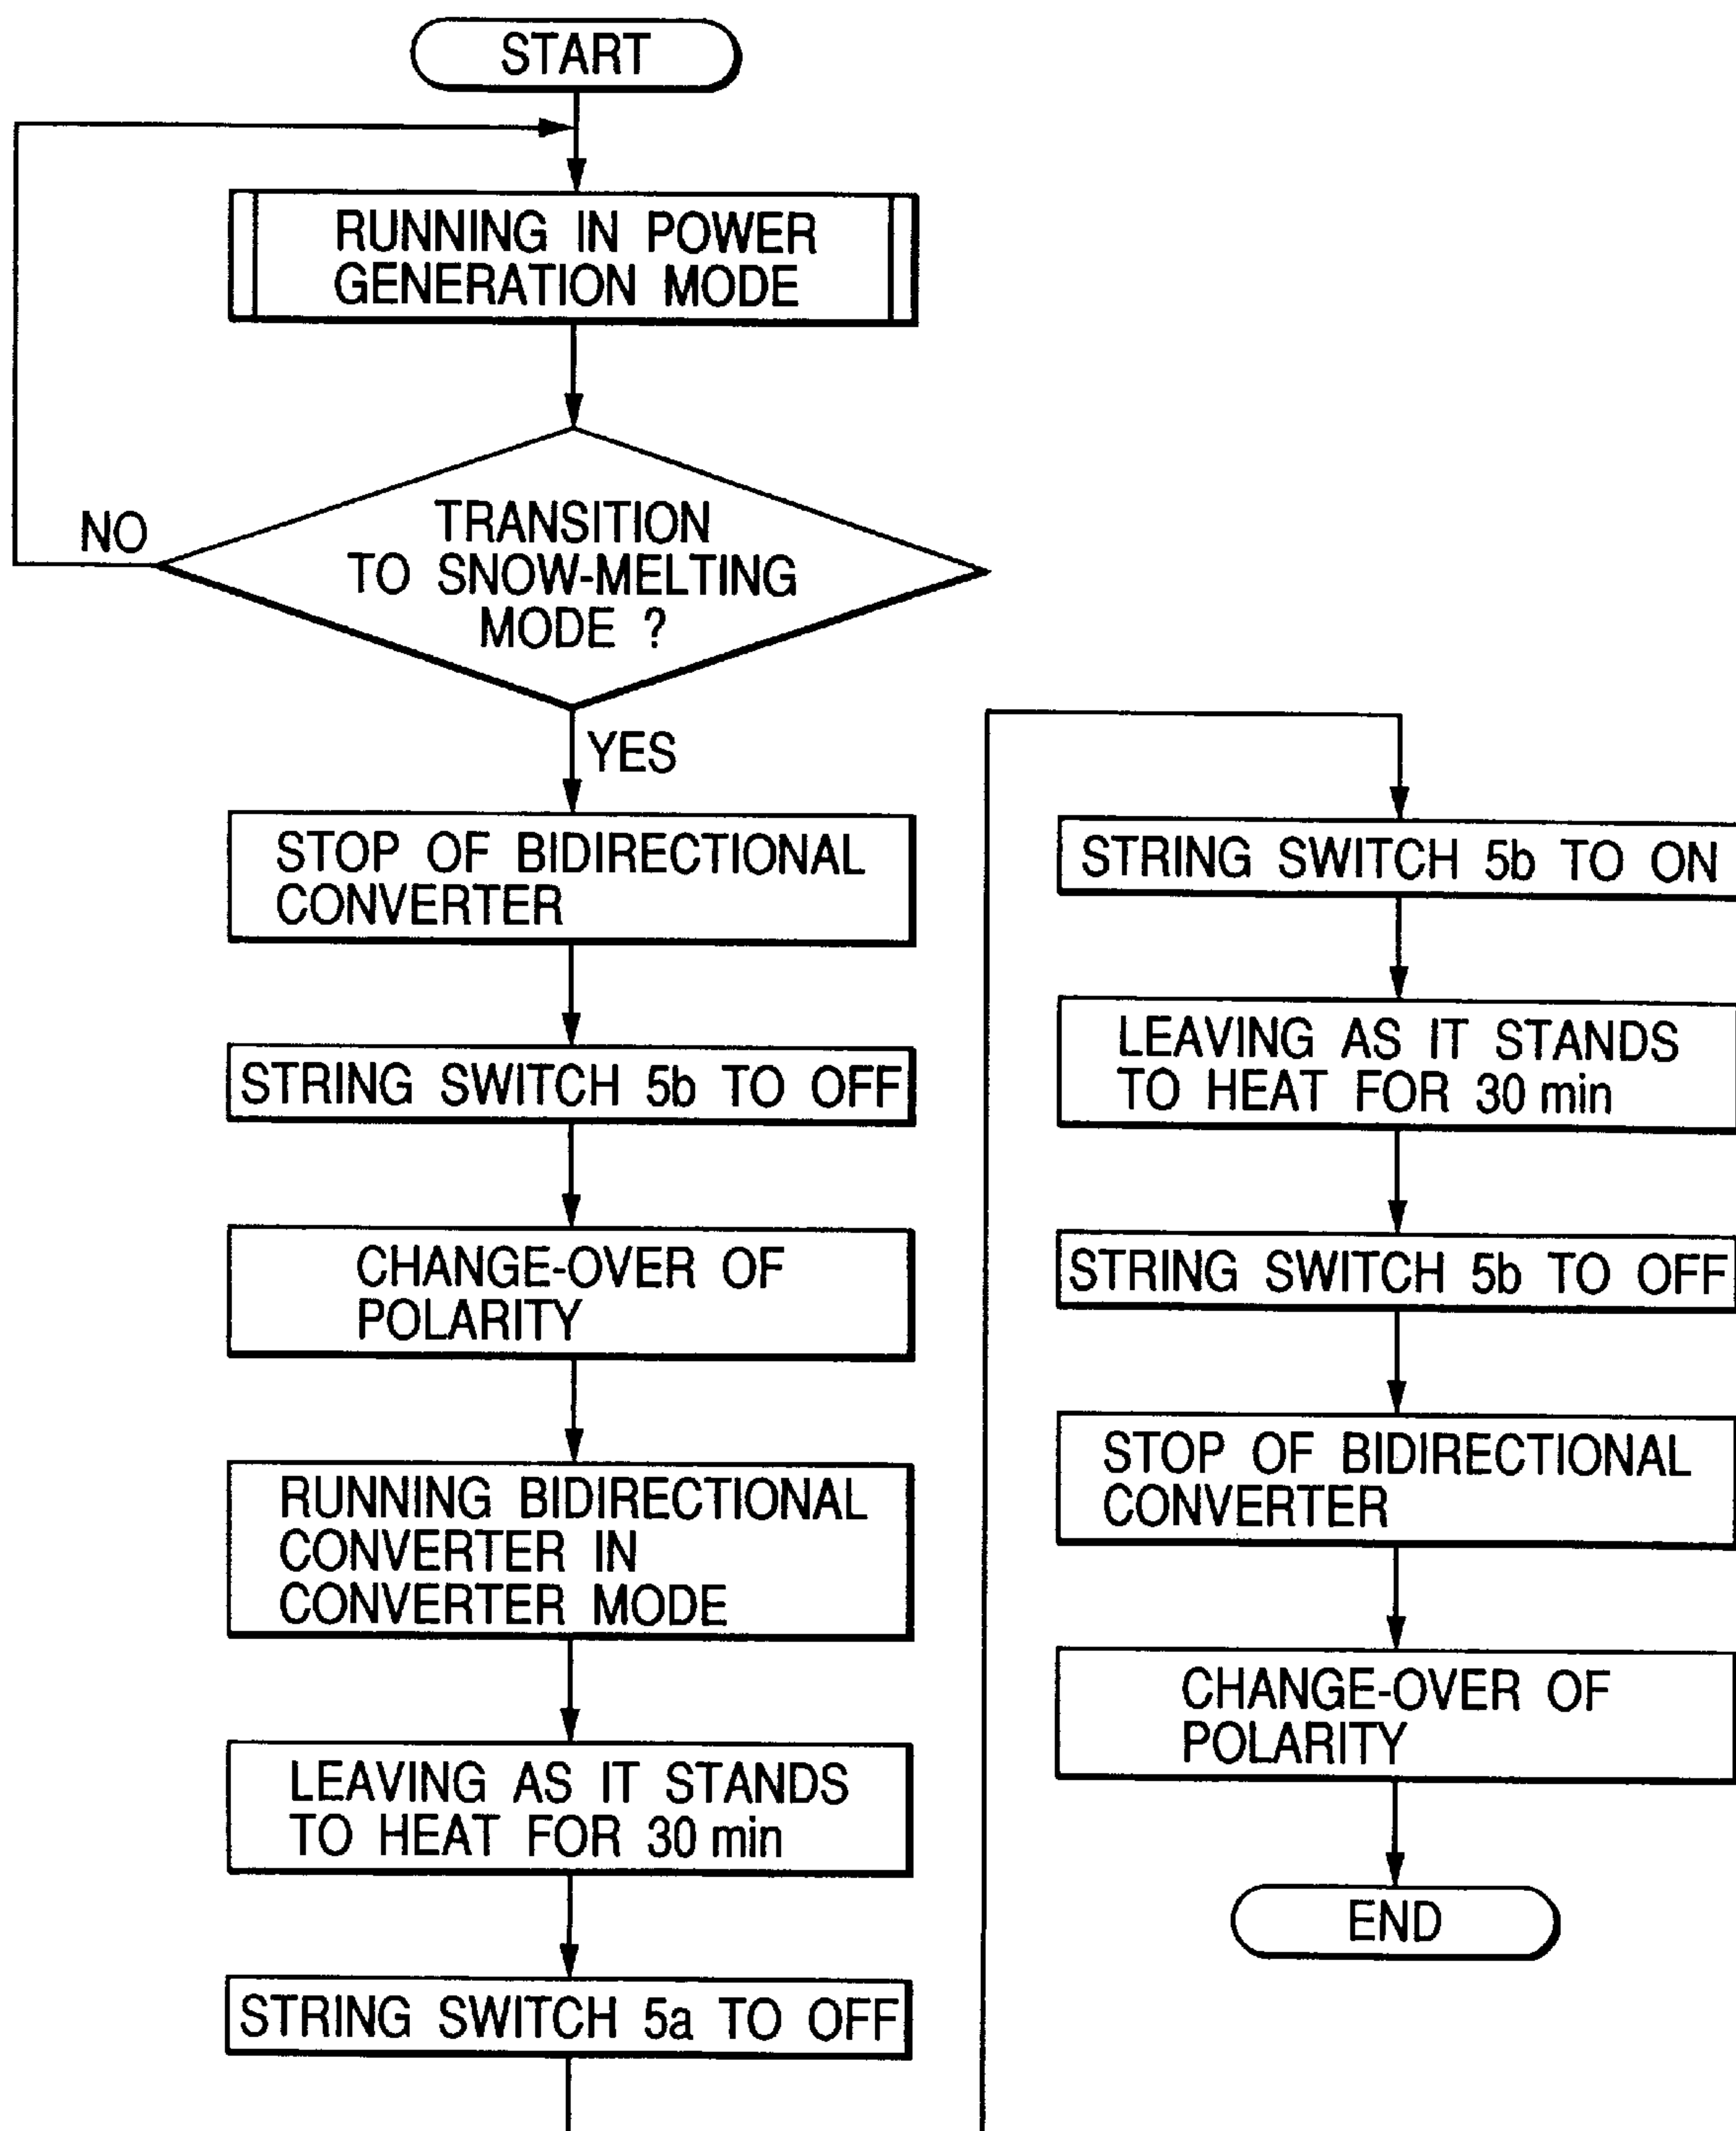 START
RUNNING IN POWER
GENERATION MODE
TRANSITION
TO SNOW-MELTING
MODE ?
NO
YES
STOP OF BIDIRECTIONAL
CONVERTER
STRING SWITCH 5b TO OFF
CHANGE-OVER OF
POLARITY
RUNNING BIDIRECTIONAL
CONVERTER IN
CONVERTER MODE
LEAVING AS IT STANDS
TO HEAT FOR 30 min
STRING SWITCH 5a TO OFF
STRING SWITCH 5b TO ON
LEAVING AS IT STANDS
TO HEAT FOR 30 min
STRING SWITCH 5b TO OFF
STOP OF BIDIRECTIONAL
CONVERTER
CHANGE-OVER OF
POLARITY
END